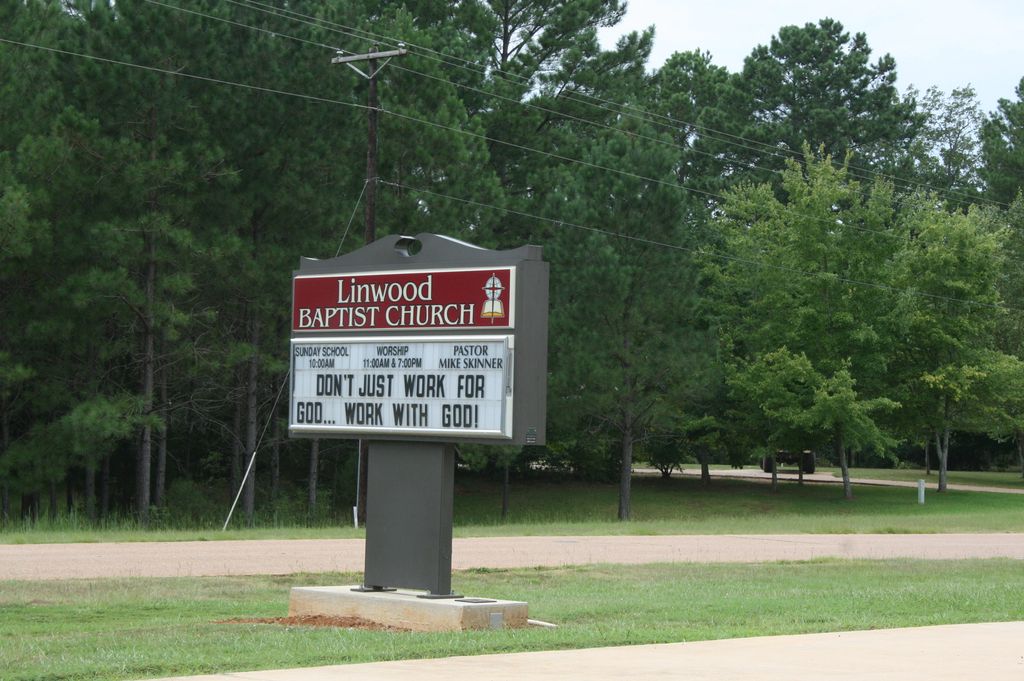 Linwood
BAPTIST CHURCH
SUNDAY SCHOOL WORSHIP PASTOR
10:00AM 11:00AM & 7:00PM MIKE SKINNER
DON'T JUST WORK FOR
GOD... WORK WITH GOD!